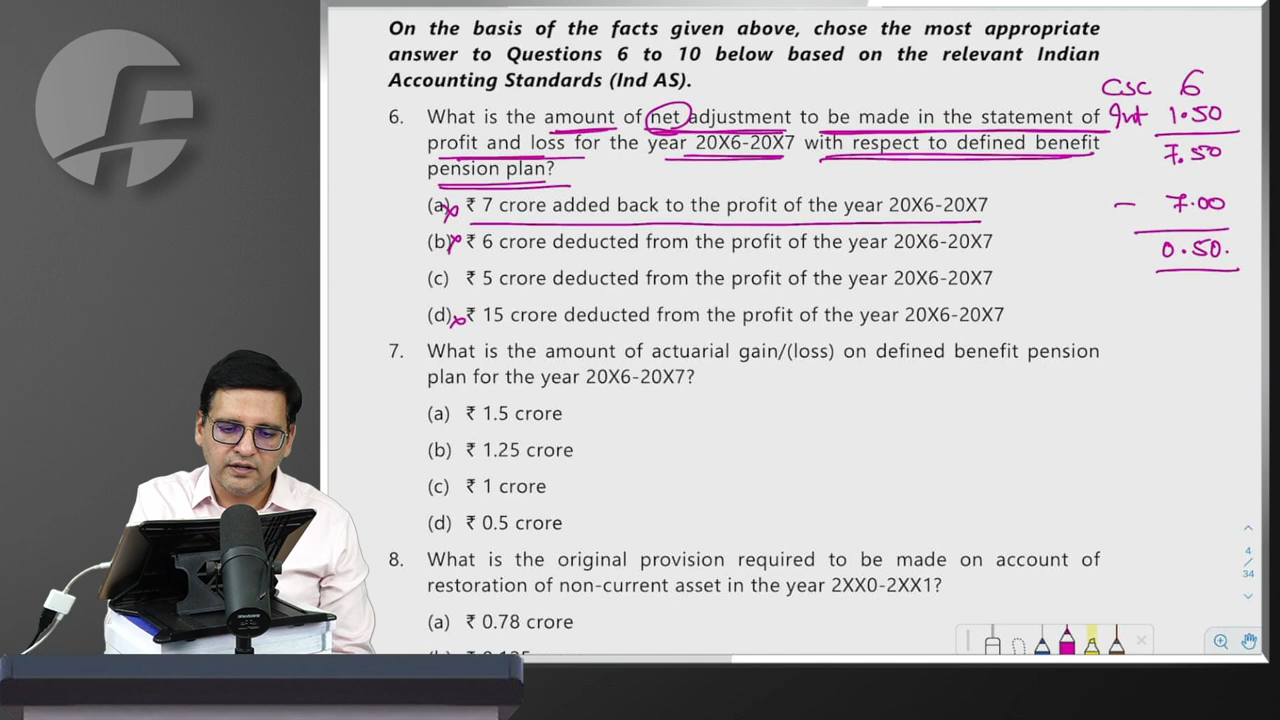 On the basis of the facts given above, chose the most appropriate
answer to Questions 6 to 10 below based on the relevant Indian
Accounting Standards (Ind AS).
6. What is the amount of net adjustment to be made in the statement of
profit and loss for the year 20X6-20X7 with respect to defined benefit
pension plan?
(a) ₹ 7 crore added back to the profit of the year 20X6-20X7
(b) ₹ 6 crore deducted from the profit of the year 20X6-20X7
(c) ₹ 5 crore deducted from the profit of the year 20X6-20X7
(d) ₹ 15 crore deducted from the profit of the year 20X6-20X7
CSC 6
Int 1.50
7.50
- 7.00
0.50.
7. What is the amount of actuarial gain/(loss) on defined benefit pension
plan for the year 20X6-20X7?
(a) ₹ 1.5 crore
(b) ₹ 1.25 crore
(c) ₹ 1 crore
(d) ₹ 0.5 crore
8. What is the original provision required to be made on account of
restoration of non-current asset in the year 2XX0-2XX1?
(a) ₹ 0.78 crore
4
/
34